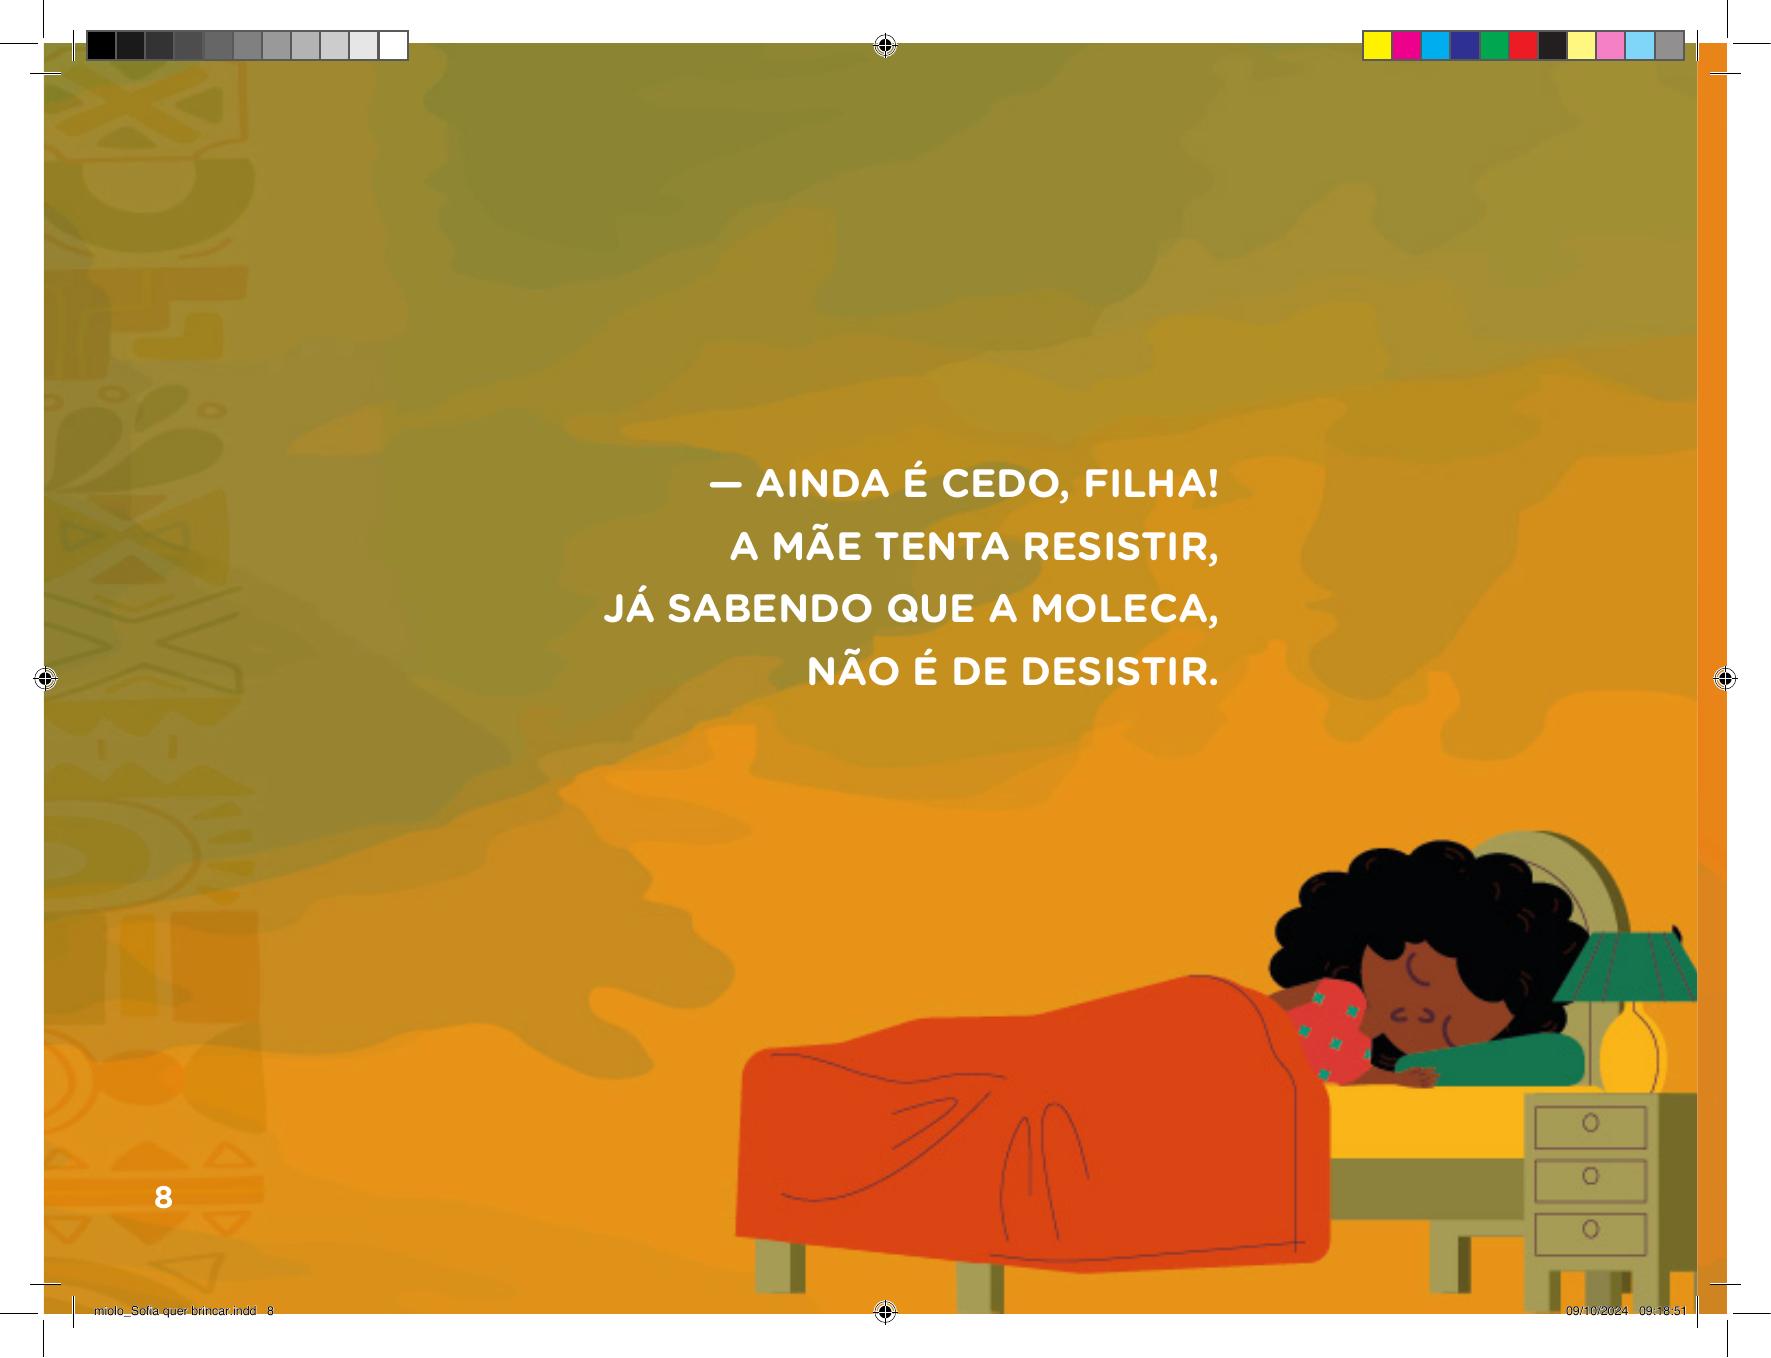 — AINDA É CEDO, FILHA!
A MÃE TENTA RESISTIR,
JÁ SABENDO QUE A MOLECA,
NÃO É DE DESISTIR.
8
miolo_Sofia quer brincar.indd   8
09/10/2024   09:18:51